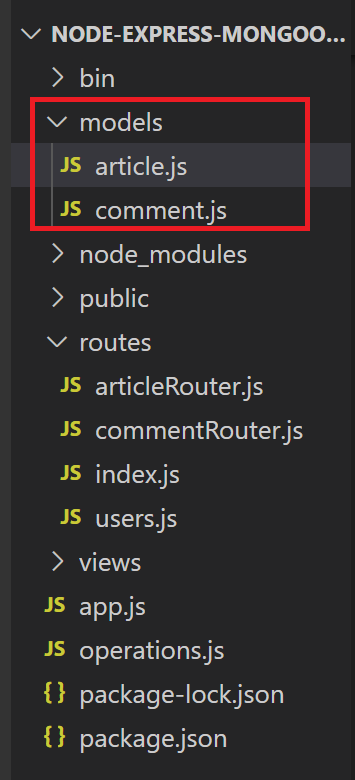 NODE-EXPRESS-MONGOO...
bin
models
JS article.js
JS comment.js
node_modules
public
routes
JS articleRouter.js
JS commentRouter.js
JS index.js
JS users.js
views
JS app.js
JS operations.js
{} package-lock.json
{} package.json